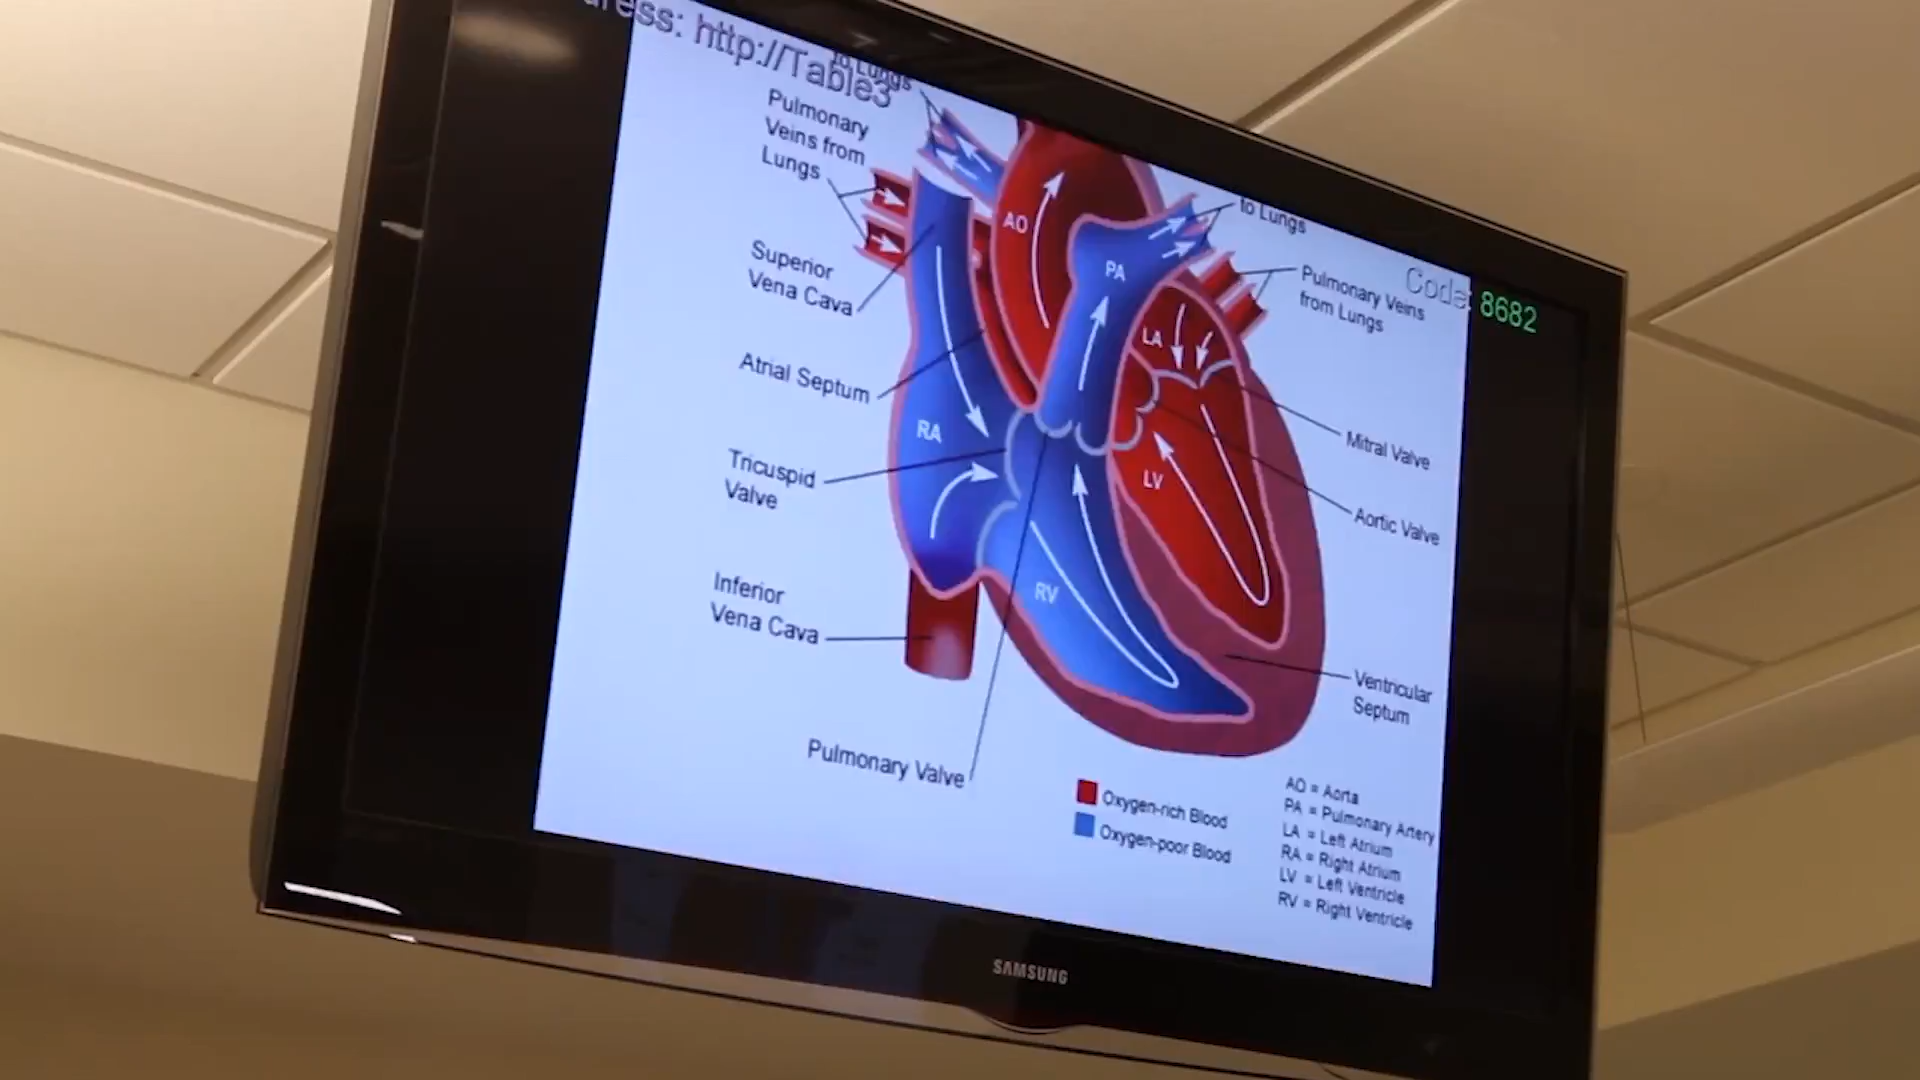 ress: http://Table3
to Lungs
Pulmonary
Veins from
Lungs
Superior
Vena Cava
Atrial Septum
Tricuspid
Valve
Inferior
Vena Cava
Pulmonary Valve
AO
PA
LA
RA
LV
RV
to Lungs
Pulmonary Veins
from Lungs
Code: 8682
Mitral Valve
Aortic Valve
Ventricular
Septum
Oxygen-rich Blood
Oxygen-poor Blood
AO = Aorta
PA = Pulmonary Artery
LA = Left Atrium
RA = Right Atrium
LV = Left Ventricle
RV = Right Ventricle
SAMSUNG